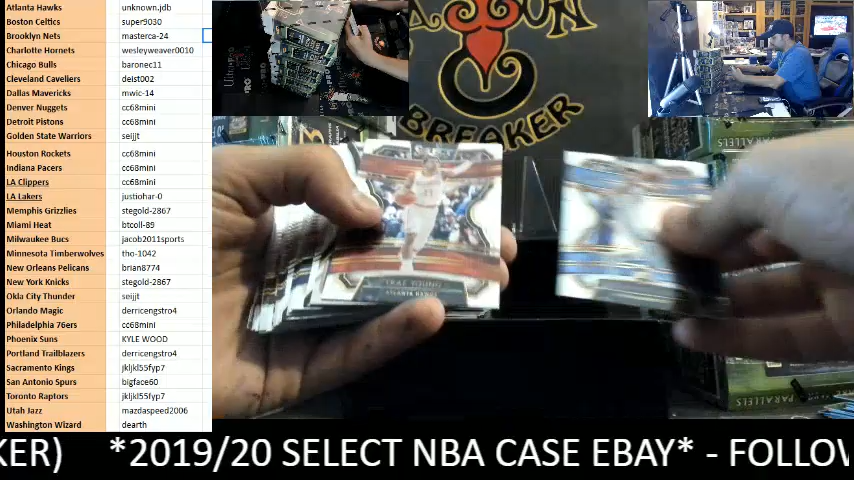 Atlanta Hawks unknown.jdb
Boston Celtics super9030
Brooklyn Nets masterca-24
Charlotte Hornets wesleyweaver0010
Chicago Bulls baronec11
Cleveland Caveliers deist002
Dallas Mavericks mwic-14
Denver Nuggets cc68mini
Detroit Pistons cc68mini
Golden State Warriors seijjt
Houston Rockets cc68mini
Indiana Pacers cc68mini
LA Clippers cc68mini
LA Lakers justiohar-0
Memphis Grizzlies stegold-2867
Miami Heat btcoll-89
Milwaukee Bucs jacob2011sports
Minnesota Timberwolves tho-1042
New Orleans Pelicans brian8774
New York Knicks stegold-2867
Okla City Thunder seijjt
Orlando Magic derricengstro4
Philadelphia 76ers cc68mini
Phoenix Suns KYLE WOOD
Portland Trailblazers derricengstro4
Sacramento Kings jkljkl55fyp7
San Antonio Spurs bigface60
Toronto Raptors jkljkl55fyp7
Utah Jazz mazdaspeed2006
Washington Wizard dearth
BREAKER
SELECT
TRAE YOUNG
ATLANTA HAWKS
PARALLELS
KER) *2019/20 SELECT NBA CASE EBAY* - FOLLOW